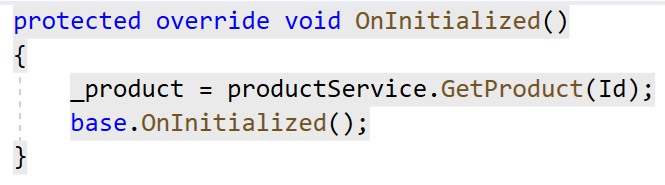 protected override void OnInitialized()
{
    _product = productService.GetProduct(Id);
    base.OnInitialized();
}